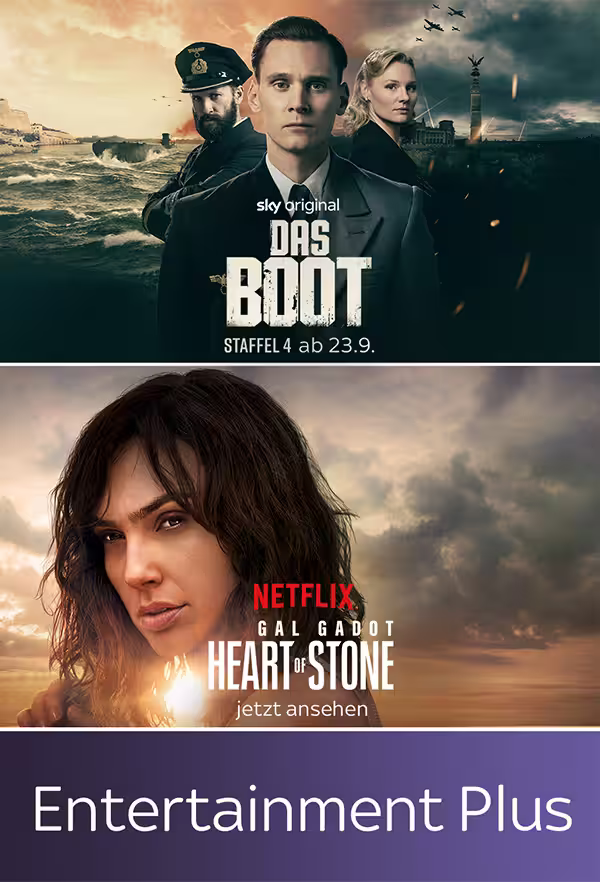 sky original
DAS
BOOT
STAFFEL 4 ab 23.9.
NETFLIX
GAL GADOT
HEART OF STONE
jetzt ansehen
Entertainment Plus